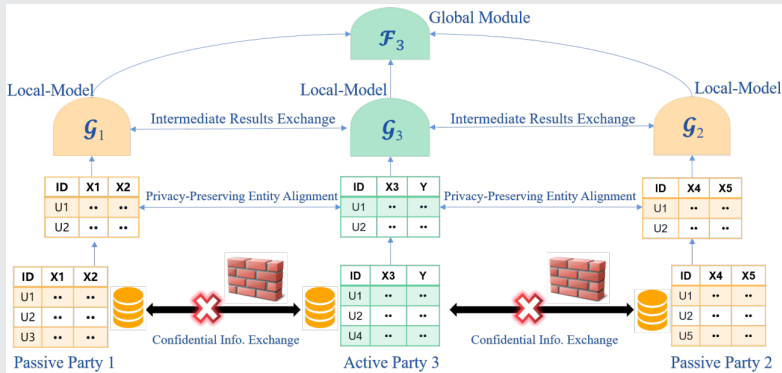 Global Module
𝓕3
Local-Model Local-Model Local-Model
𝓖1 Intermediate Results Exchange 𝓖3 Intermediate Results Exchange 𝓖2
ID X1 X2 ID X3 Y ID X4 X5
U1 •• •• Privacy-Preserving Entity Alignment U1 •• •• Privacy-Preserving Entity Alignment U1 •• ••
U2 •• •• U2 •• •• U2 •• ••
ID X1 X2 ID X3 Y ID X4 X5
U1 •• •• U1 •• •• U1 •• ••
U2 •• •• U2 •• •• U2 •• ••
U3 •• •• Confidential Info. Exchange U4 •• •• Confidential Info. Exchange U5 •• ••
Passive Party 1 Active Party 3 Passive Party 2